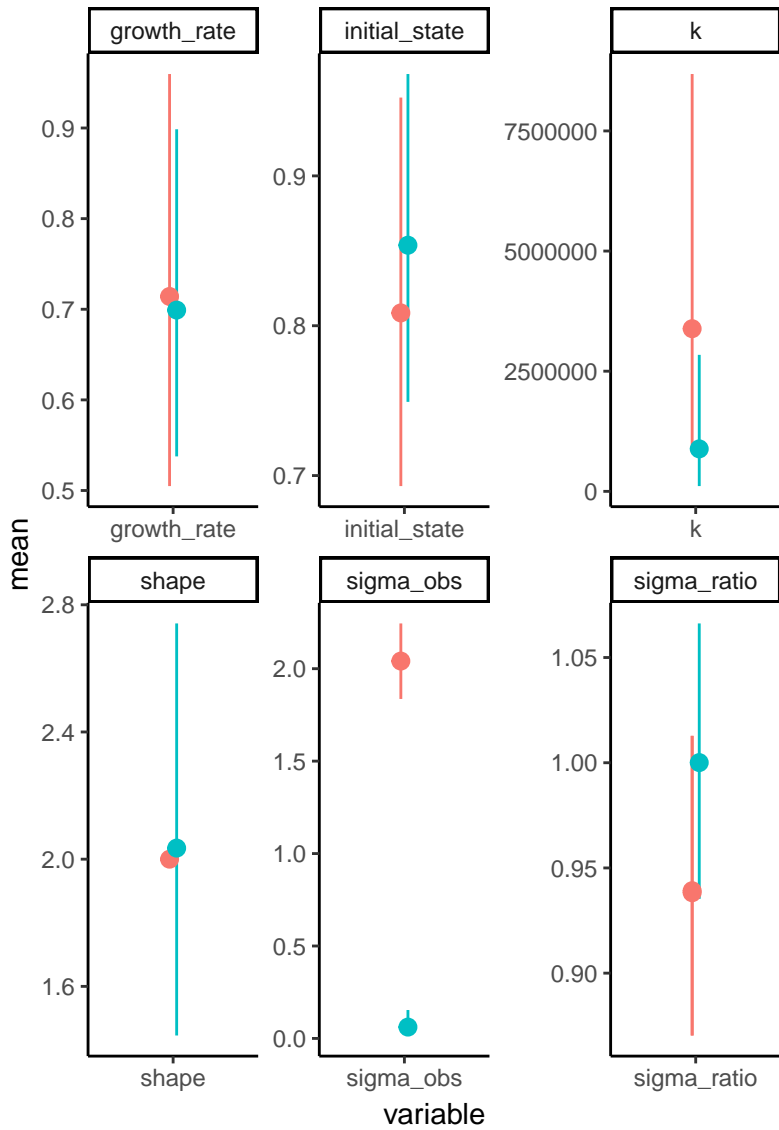 growth_rate
initial_state
k
0.9
0.8
0.7
0.6
0.5
0.9
0.8
0.7
7500000
5000000
2500000
0
growth_rate
initial_state
k
mean
shape
sigma_obs
sigma_ratio
2.8
2.4
2.0
1.6
2.0
1.5
1.0
0.5
0.0
1.05
1.00
0.95
0.90
shape
sigma_obs
sigma_ratio
variable